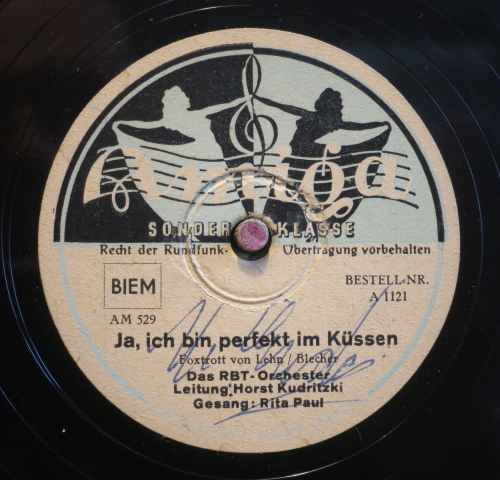 Amiga
SONDER KLASSE
Recht der Rundfunk- Übertragung vorbehalten
BIEM
BESTELL-NR.
A 1121
AM 529
Ja, ich bin perfekt im Küssen
Foxtrott von Lehn / Blecher
Das RBT-Orchester
Leitung Horst Kudritzki
Gesang: Rita Paul